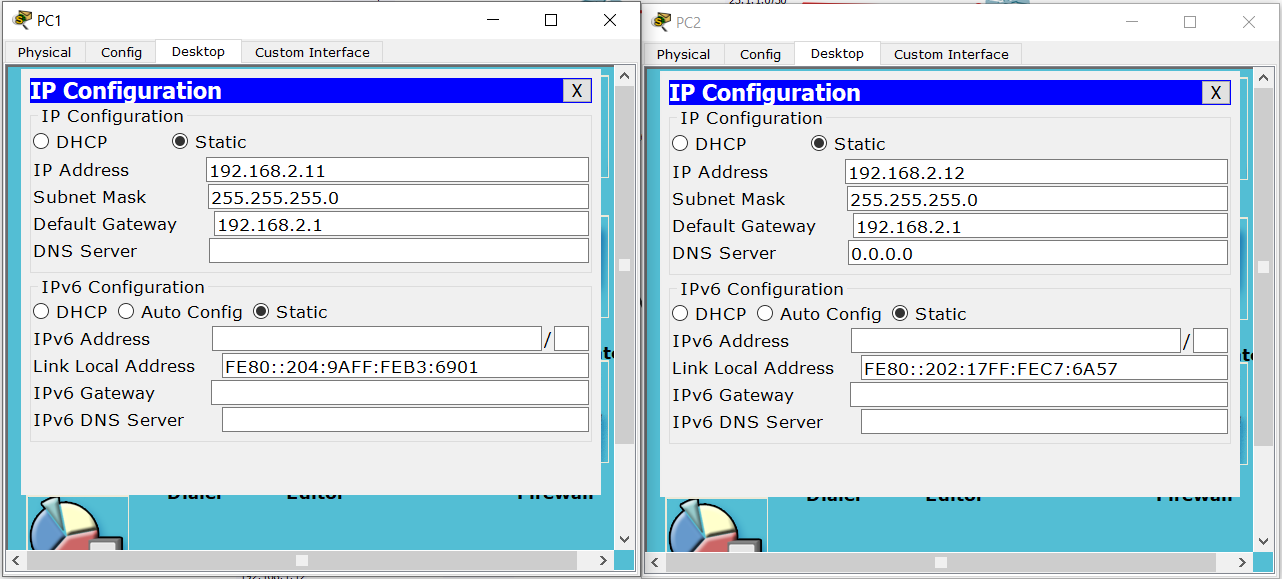 PC1
Physical Config Desktop Custom Interface
IP Configuration X
IP Configuration
DHCP Static
IP Address 192.168.2.11
Subnet Mask 255.255.255.0
Default Gateway 192.168.2.1
DNS Server
IPv6 Configuration
DHCP Auto Config Static
IPv6 Address /
Link Local Address FE80::204:9AFF:FEB3:6901
IPv6 Gateway
IPv6 DNS Server
Dialer Editor Firewall
PC2
Physical Config Desktop Custom Interface
IP Configuration X
IP Configuration
DHCP Static
IP Address 192.168.2.12
Subnet Mask 255.255.255.0
Default Gateway 192.168.2.1
DNS Server 0.0.0.0
IPv6 Configuration
DHCP Auto Config Static
IPv6 Address /
Link Local Address FE80::202:17FF:FEC7:6A57
IPv6 Gateway
IPv6 DNS Server
Dialer Editor Firewall